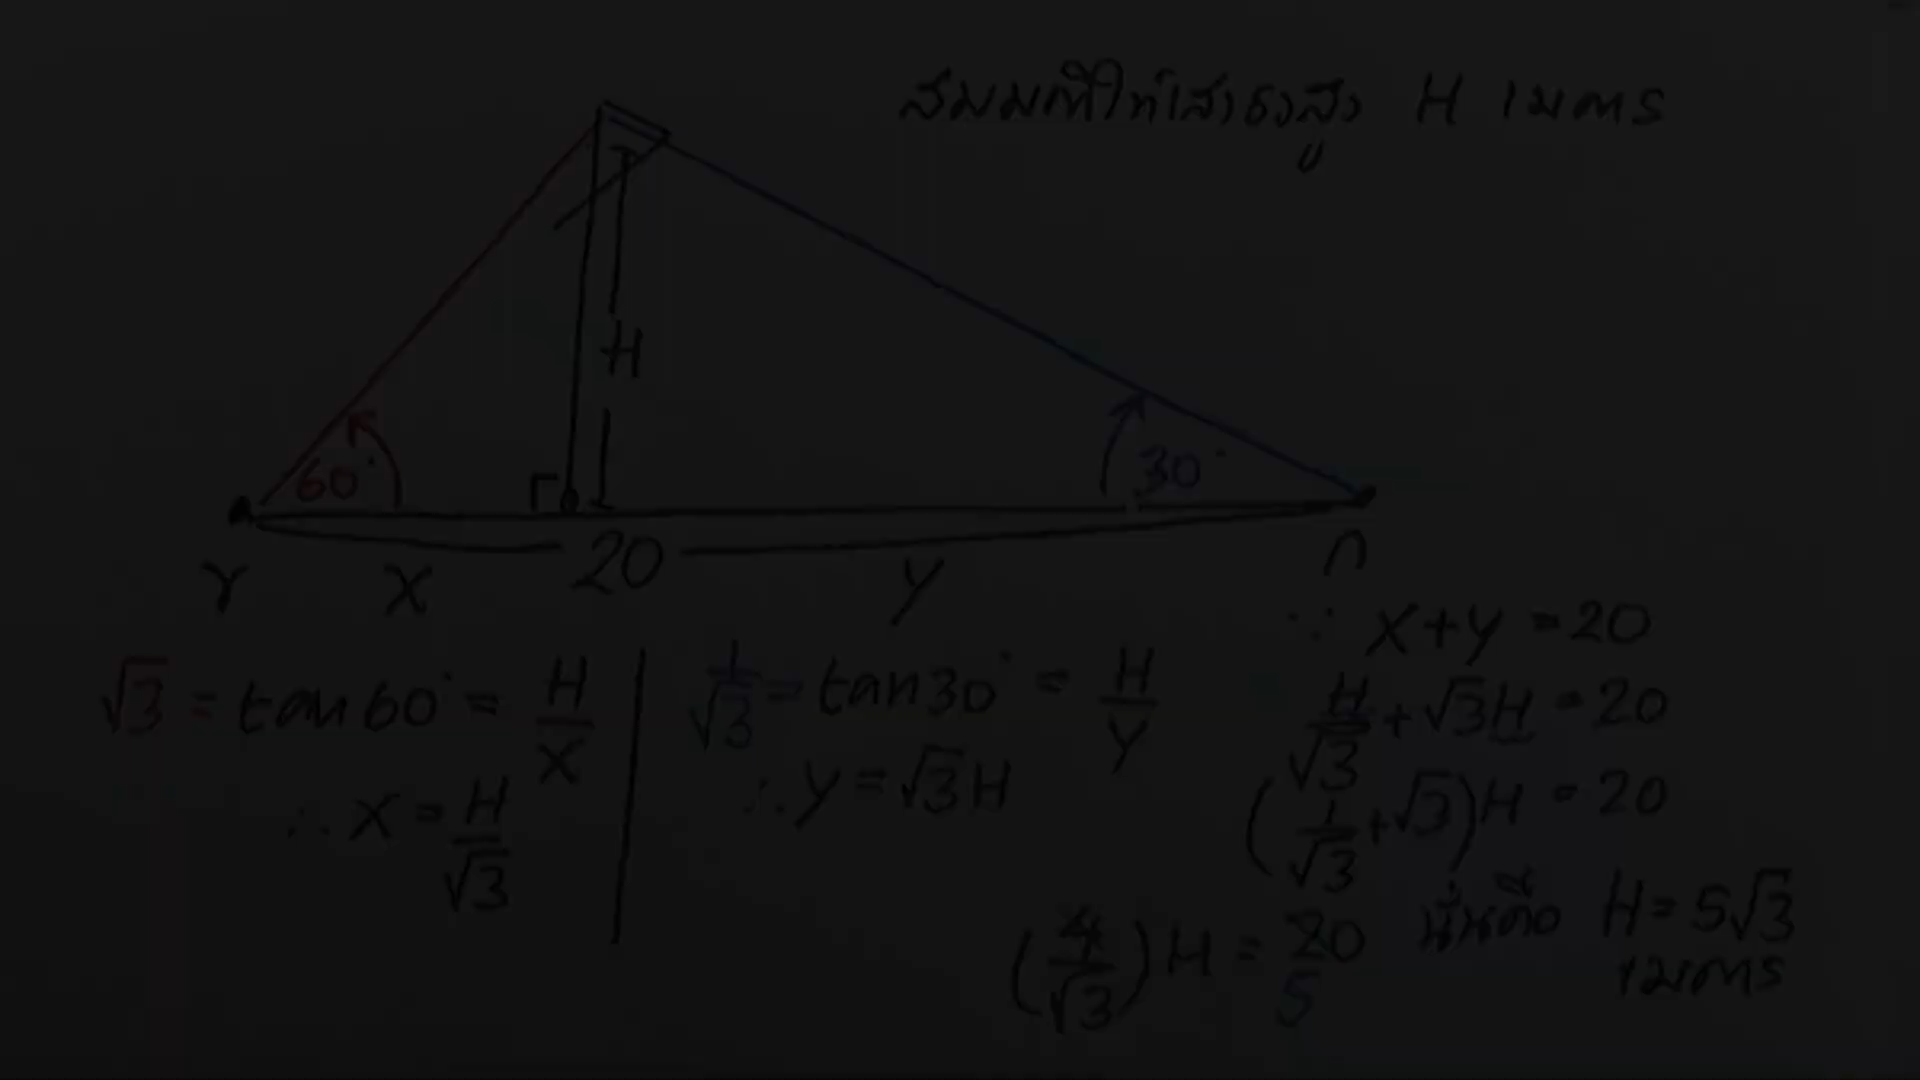 สมมติให้เสาธงสูง H เมตร
H
60°
30°
20
ข
x
y
ก
√3 = tan60° = H/x
∴ x = H/√3
1/√3 = tan30° = H/y
∴ y = √3H
∵ x+y = 20
H/√3 + √3H = 20
(1/√3 + √3)H = 20
(4/√3)H = 20
5
นั่นคือ H = 5√3
เมตร